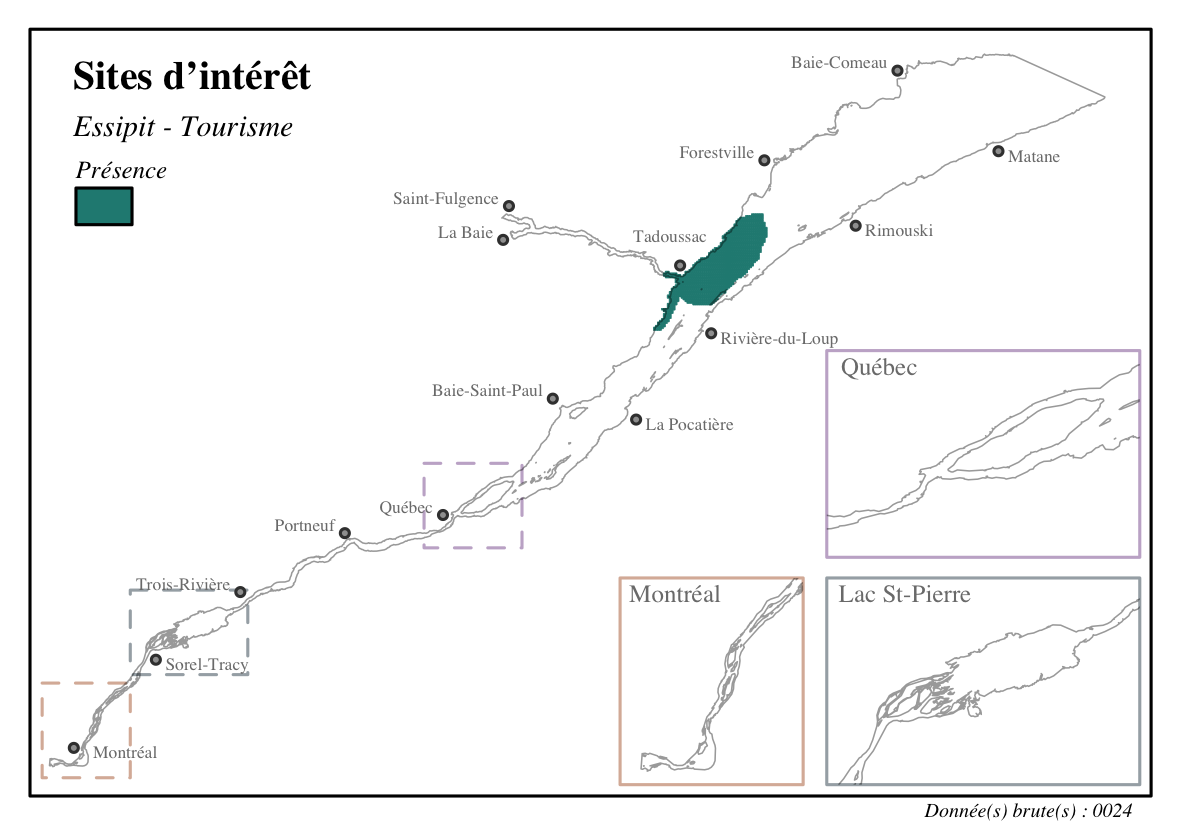 Sites d’intérêt
Essipit - Tourisme
Présence
Baie-Comeau
Forestville
Matane
Saint-Fulgence
La Baie
Tadoussac
Rimouski
Rivière-du-Loup
Baie-Saint-Paul
La Pocatière
Québec
Portneuf
Trois-Rivière
Sorel-Tracy
Montréal
Québec
Montréal
Lac St-Pierre
Donnée(s) brute(s) : 0024